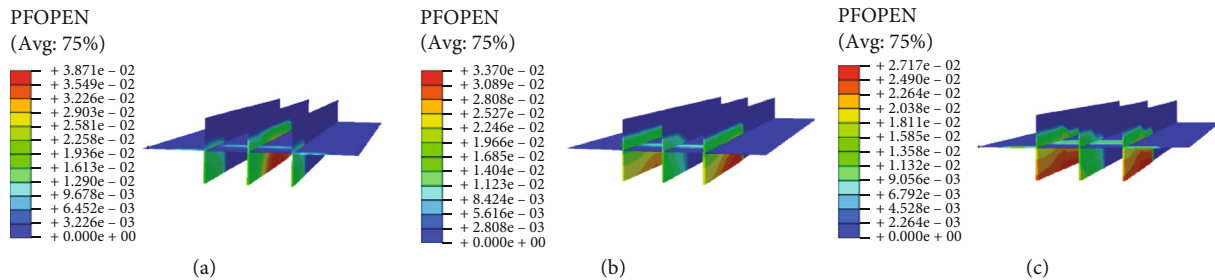 PFOPEN
(Avg: 75%)
+ 3.871e – 02
+ 3.549e – 02
+ 3.226e – 02
+ 2.903e – 02
+ 2.581e – 02
+ 2.258e – 02
+ 1.936e – 02
+ 1.613e – 02
+ 1.290e – 02
+ 9.678e – 03
+ 6.452e – 03
+ 3.226e – 03
+ 0.000e + 00
(a)
PFOPEN
(Avg: 75%)
+ 3.370e – 02
+ 3.089e – 02
+ 2.808e – 02
+ 2.527e – 02
+ 2.246e – 02
+ 1.966e – 02
+ 1.685e – 02
+ 1.404e – 02
+ 1.123e – 02
+ 8.424e – 03
+ 5.616e – 03
+ 2.808e – 03
+ 0.000e + 00
(b)
PFOPEN
(Avg: 75%)
+ 2.717e – 02
+ 2.490e – 02
+ 2.264e – 02
+ 2.038e – 02
+ 1.811e – 02
+ 1.585e – 02
+ 1.358e – 02
+ 1.132e – 02
+ 9.056e – 03
+ 6.792e – 03
+ 4.528e – 03
+ 2.264e – 03
+ 0.000e + 00
(c)